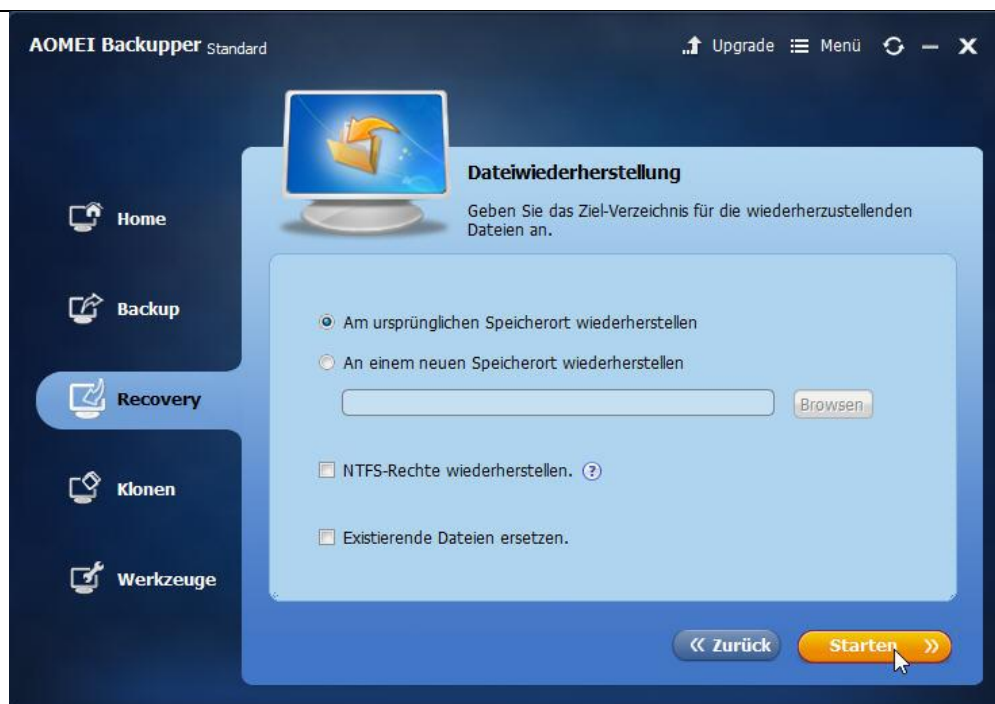 AOMEI Backupper Standard
Upgrade Menü
Dateiwiederherstellung
Geben Sie das Ziel-Verzeichnis für die wiederherzustellenden
Dateien an.
Home
Backup
Recovery
Klonen
Werkzeuge
Am ursprünglichen Speicherort wiederherstellen
An einem neuen Speicherort wiederherstellen
Browsen
NTFS-Rechte wiederherstellen. ?
Existierende Dateien ersetzen.
Zurück Starten